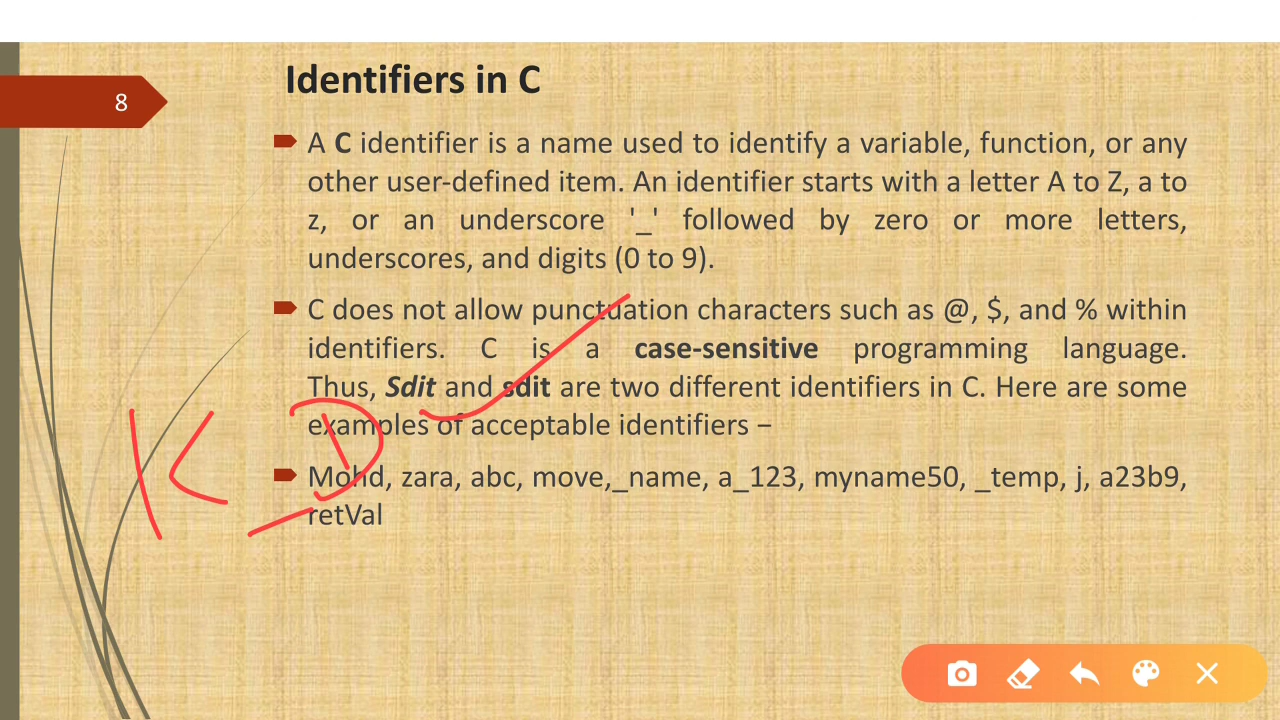 8
Identifiers in C
A C identifier is a name used to identify a variable, function, or any
other user-defined item. An identifier starts with a letter A to Z, a to
z, or an underscore '_' followed by zero or more letters,
underscores, and digits (0 to 9).
C does not allow punctuation characters such as @, $, and % within
identifiers. C is a case-sensitive programming language.
Thus, Sdit and sdit are two different identifiers in C. Here are some
examples of acceptable identifiers −
K_D
Mohd, zara, abc, move,_name, a_123, myname50, _temp, j, a23b9,
retVal